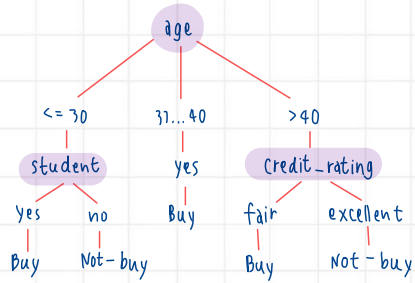 age
<= 30 31...40 >40
student yes credit_rating
yes no Buy fair excellent
Buy Not-buy Buy Not-buy